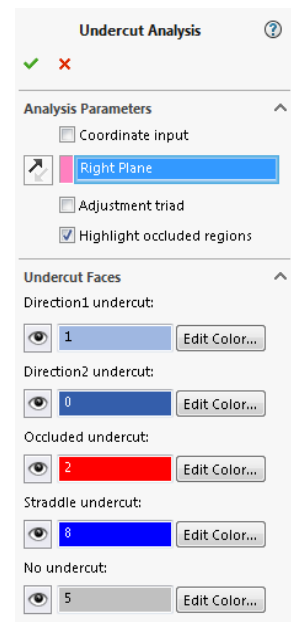 Undercut Analysis
Analysis Parameters
Coordinate input
Right Plane
Adjustment triad
Highlight occluded regions
Undercut Faces
Direction1 undercut:
1 Edit Color...
Direction2 undercut:
0 Edit Color...
Occluded undercut:
2 Edit Color...
Straddle undercut:
8 Edit Color...
No undercut:
5 Edit Color...